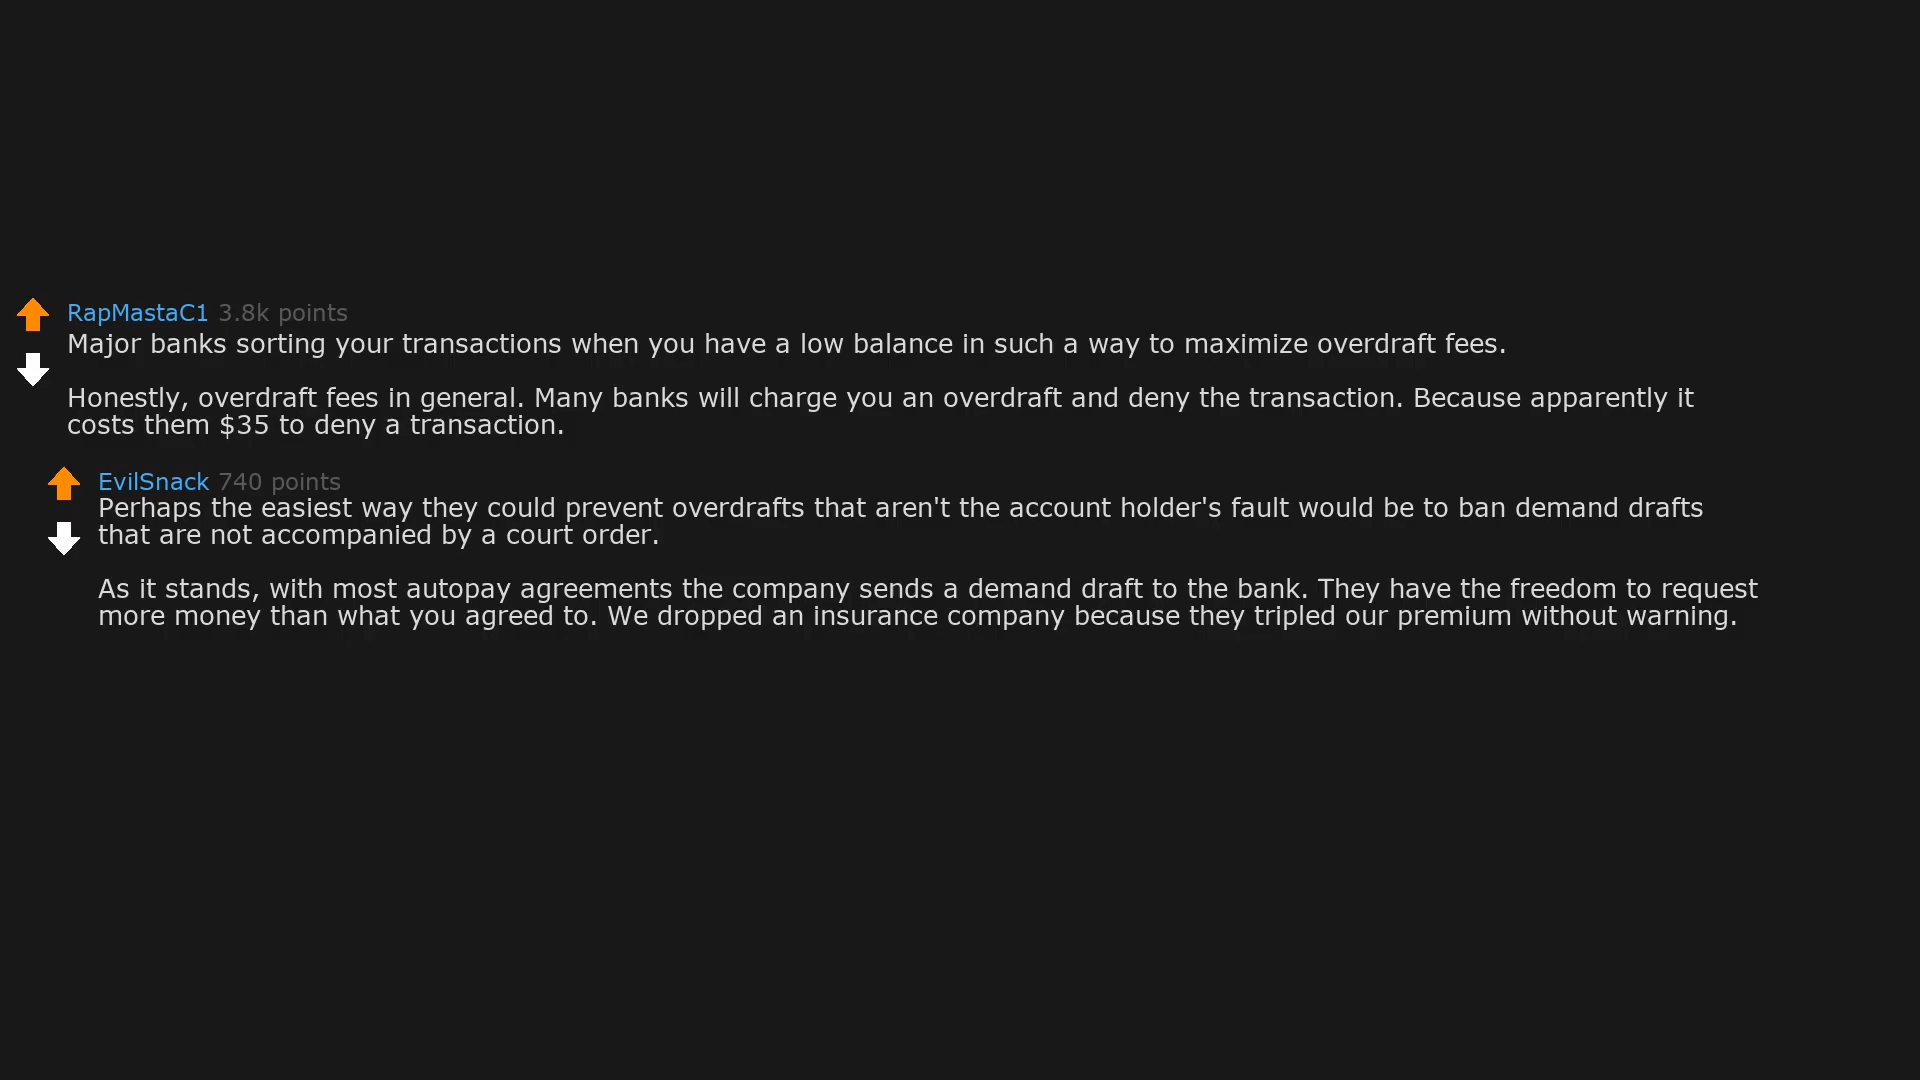 RapMastaC1 3.8k points
Major banks sorting your transactions when you have a low balance in such a way to maximize overdraft fees.
Honestly, overdraft fees in general. Many banks will charge you an overdraft and deny the transaction. Because apparently it
costs them $35 to deny a transaction.
EvilSnack 740 points
Perhaps the easiest way they could prevent overdrafts that aren't the account holder's fault would be to ban demand drafts
that are not accompanied by a court order.
As it stands, with most autopay agreements the company sends a demand draft to the bank. They have the freedom to request
more money than what you agreed to. We dropped an insurance company because they tripled our premium without warning.